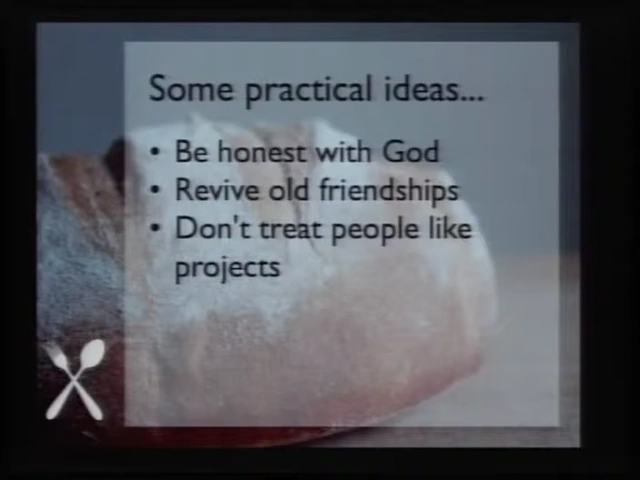 Some practical ideas...
• Be honest with God
• Revive old friendships
• Don't treat people like
projects